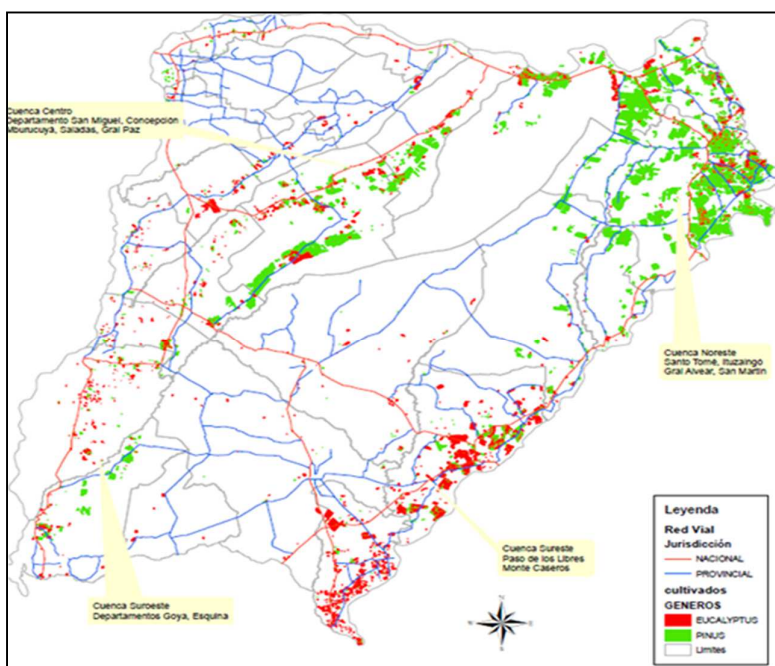 Cuenca Centro
Departamento San Miguel, Concepción
Mburucuyá, Saladas, Gral Paz
Cuenca Noreste
Santo Tomé, Ituzaingó
Gral Alvear, San Martín
Cuenca Sureste
Paso de los Libres
Monte Caseros
Cuenca Suroeste
Departamentos Goya, Esquina
N
W
E
S
Leyenda
Red Vial
Jurisdicción
NACIONAL
PROVINCIAL
cultivados
GENEROS
EUCALYPTUS
PINUS
Limites